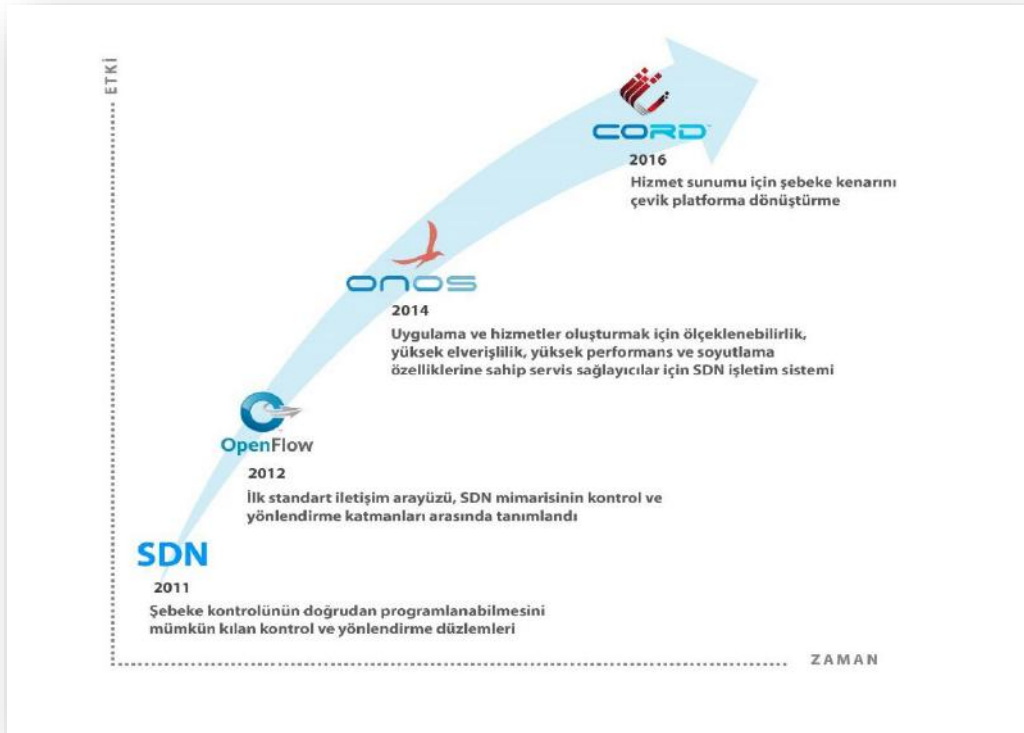 ETKİ
CORD™
2016
Hizmet sunumu için şebeke kenarını
çevik platforma dönüştürme
onos
2014
Uygulama ve hizmetler oluşturmak için ölçeklenebilirlik,
yüksek elverişlilik, yüksek performans ve soyutlama
özelliklerine sahip servis sağlayıcılar için SDN işletim sistemi
OpenFlow
2012
İlk standart iletişim arayüzü, SDN mimarisinin kontrol ve
yönlendirme katmanları arasında tanımlandı
SDN
2011
Şebeke kontrolünün doğrudan programlanabilmesini
mümkün kılan kontrol ve yönlendirme düzlemleri
ZAMAN